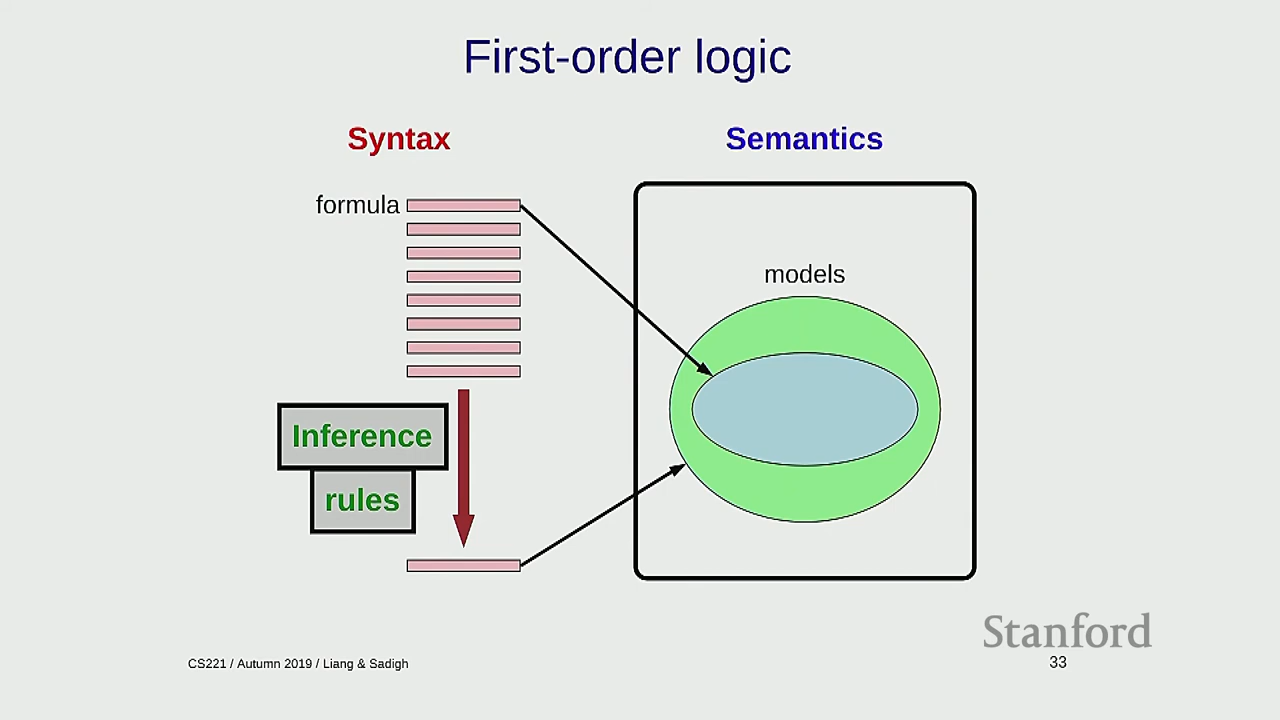 First-order logic
Syntax
Semantics
formula
models
Inference
rules
Stanford
CS221 / Autumn 2019 / Liang & Sadigh
33